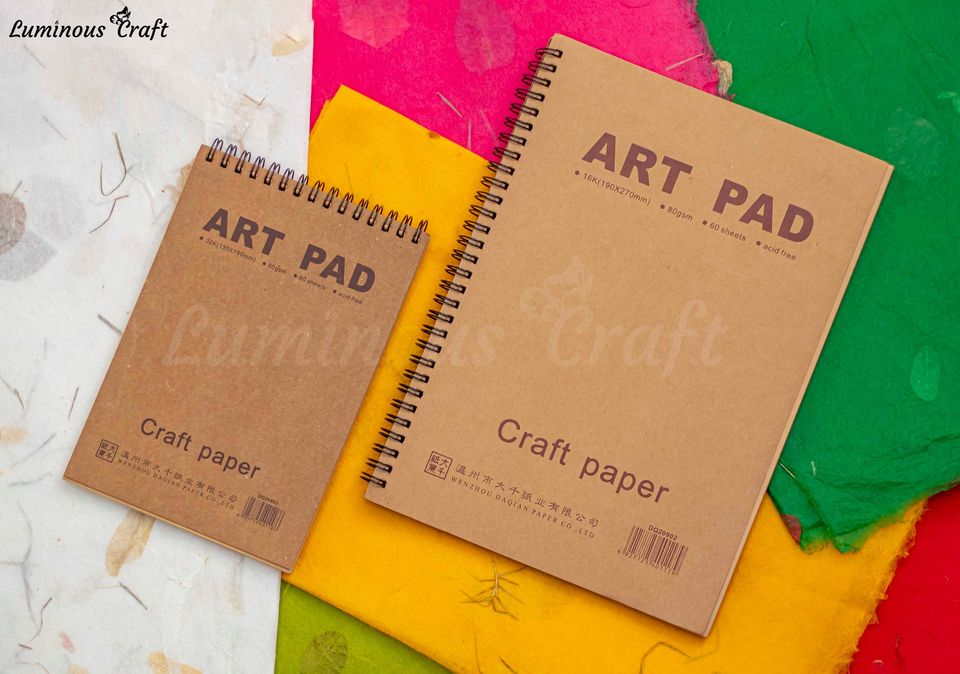 Luminous Craft
ART PAD
● 32K(135X190mm) ● 80gsm ● 60 sheets ● acid free
Craft paper
温州市大千纸业有限公司
WENZHOU DAQIAN PAPER CO.,LTD
DQ20803
ART PAD
● 16K(190X270mm) ● 80gsm ● 60 sheets ● acid free
Craft paper
温州市大千纸业有限公司
WENZHOU DAQIAN PAPER CO.,LTD
DQ20802
Luminous Craft